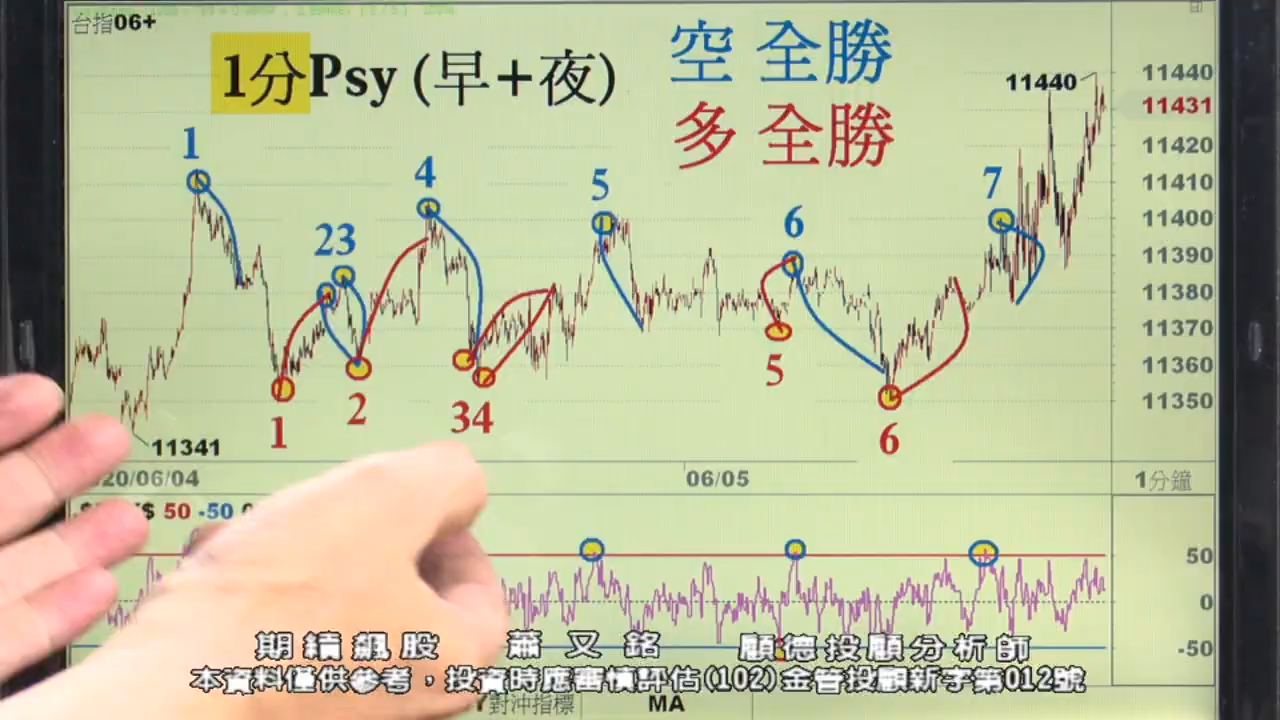 台指06+
1分Psy (早+夜)
空 全勝
多 全勝
11440
11440
11431
11420
11410
11400
11390
11380
11370
11360
11350
1
23
4
5
6
7
1
2
34
5
6
11341
20/06/04
06/05
1分鐘
$ 50 -50
50
0
-50
期績飆股 蕭又銘 顧德投顧分析師
本資料僅供參考，投資時應審慎評估(102)金管投顧新字第012號
對沖指標
MA